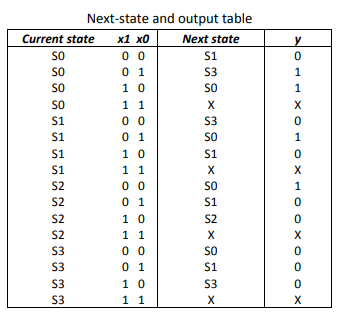 Next-state and output table
Current state x1 x0 Next state y
S0 0 0 S1 0
S0 0 1 S3 1
S0 1 0 S0 1
S0 1 1 X X
S1 0 0 S3 0
S1 0 1 S0 1
S1 1 0 S1 0
S1 1 1 X X
S2 0 0 S0 1
S2 0 1 S1 0
S2 1 0 S2 0
S2 1 1 X X
S3 0 0 S0 0
S3 0 1 S1 0
S3 1 0 S3 0
S3 1 1 X X